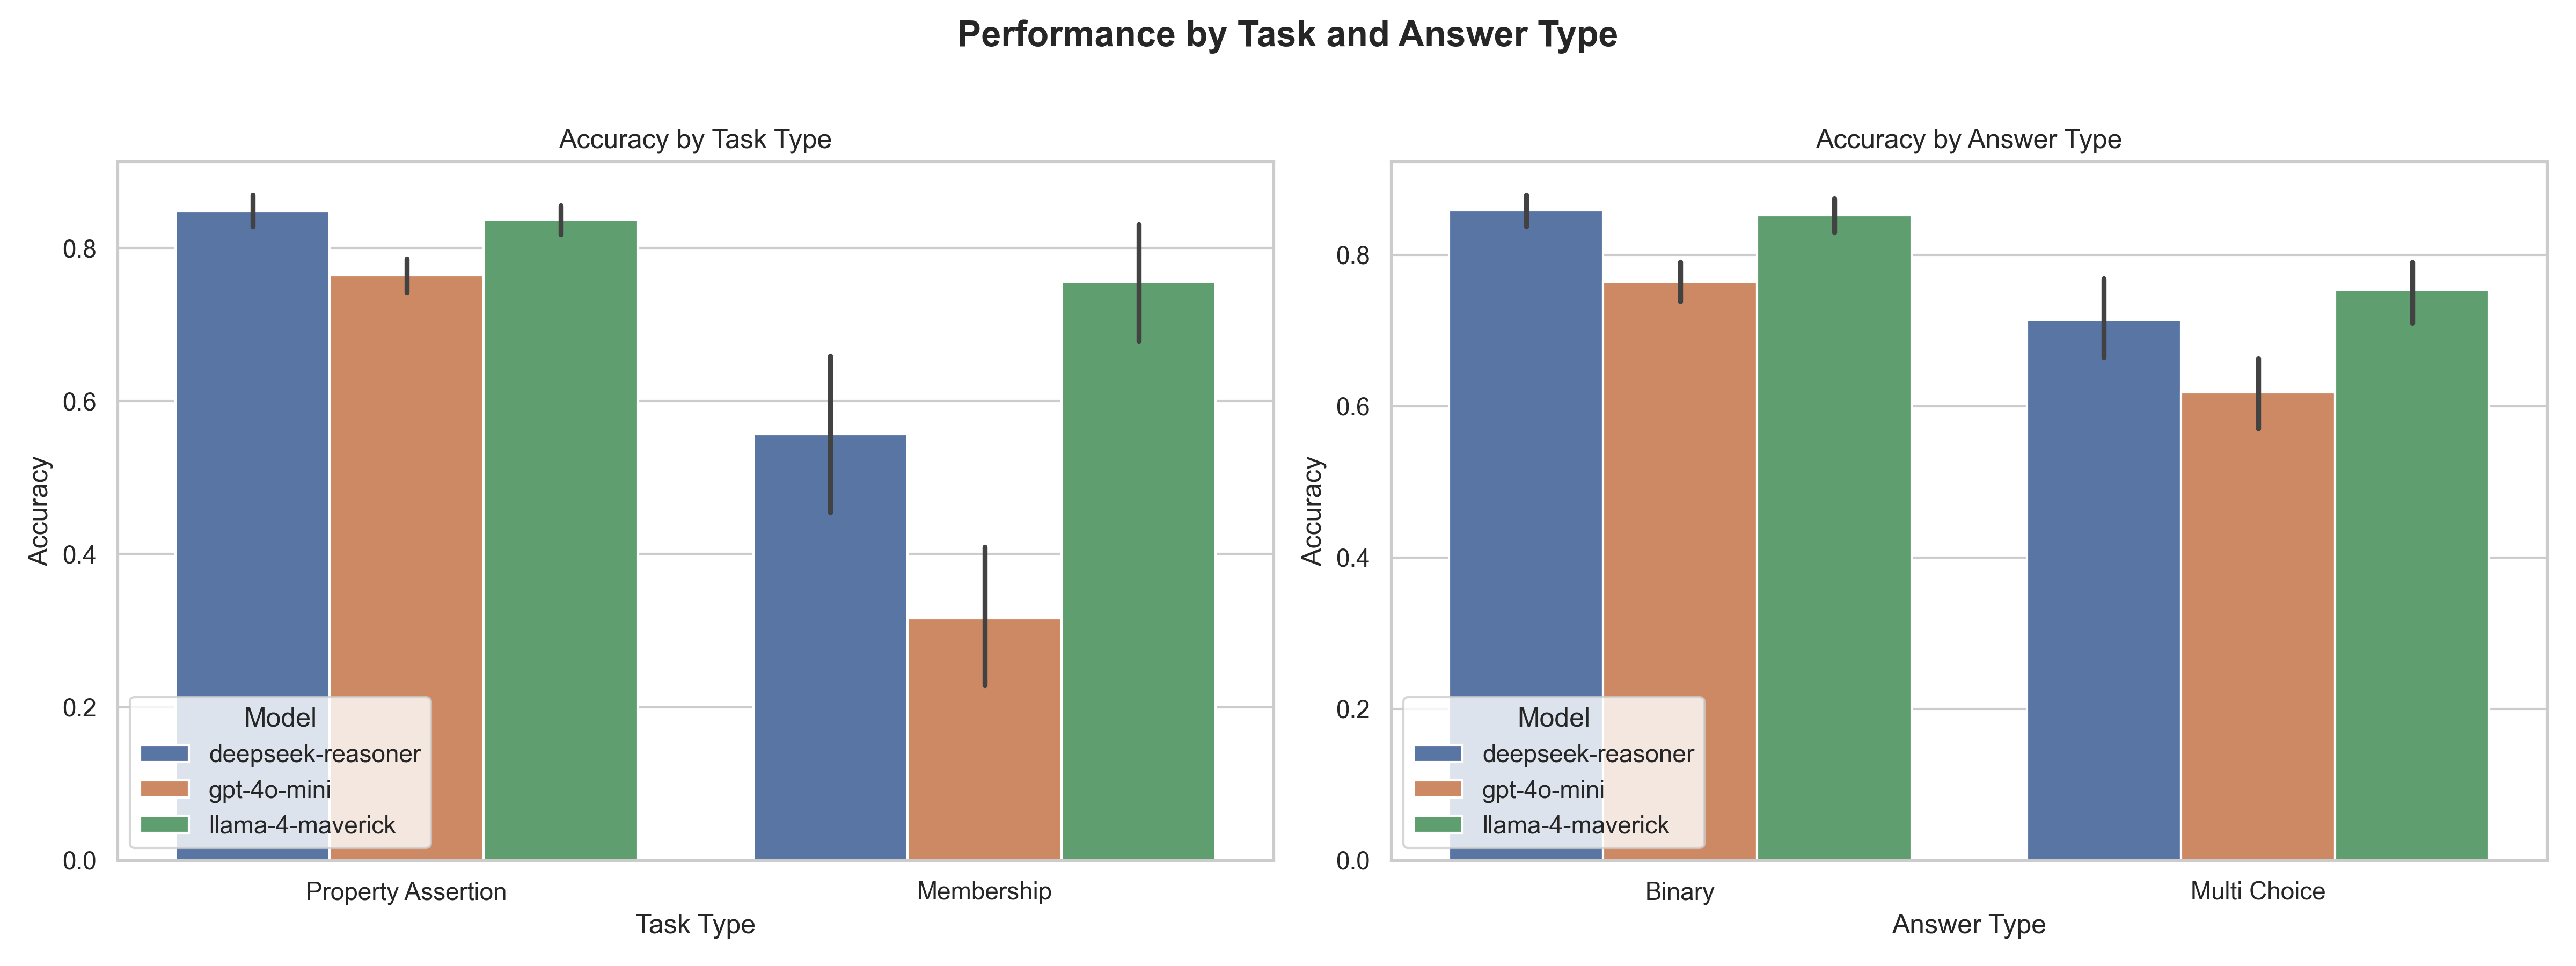 Performance by Task and Answer Type
Accuracy by Task Type
Accuracy
0.8
0.6
0.4
0.2
0.0
Model
deepseek-reasoner
gpt-4o-mini
llama-4-maverick
Property Assertion
Membership
Task Type
Accuracy by Answer Type
Accuracy
0.8
0.6
0.4
0.2
0.0
Model
deepseek-reasoner
gpt-4o-mini
llama-4-maverick
Binary
Multi Choice
Answer Type